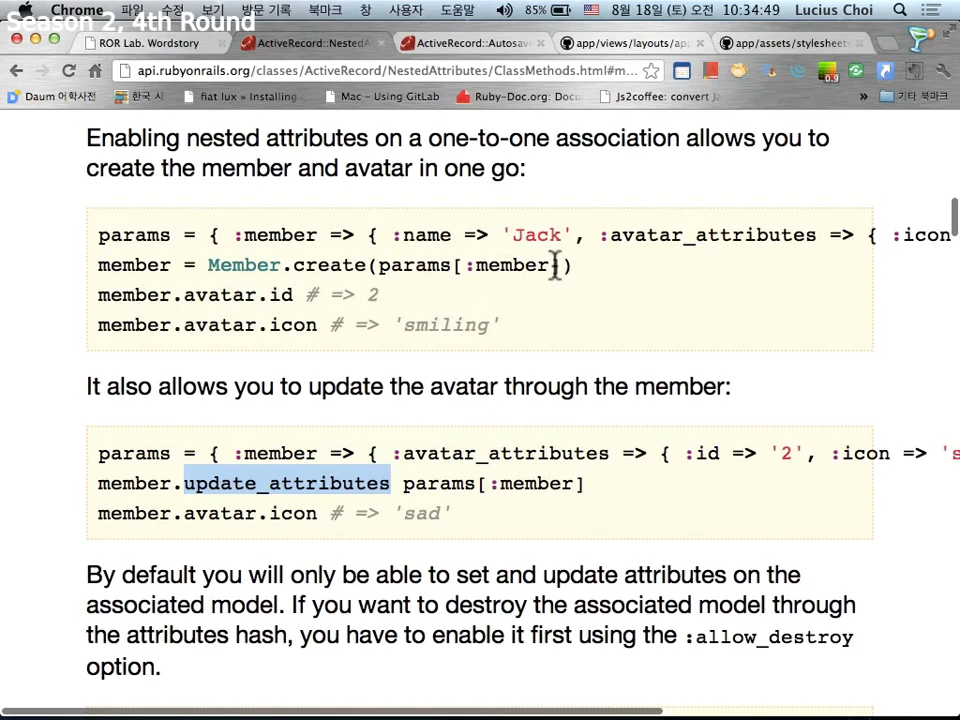 Chrome 파일 수정 보기 방문 기록 북마크 창 사용자 도움말 85% 8월 18일(토) 오전 10:34:49 Lucius Choi
Season 2, 4th Round
ROR Lab. Wordystory ActiveRecord::Nested ActiveRecord::Autosav app/views/layouts/app app/assets/stylesheet
api.rubyonrails.org/classes/ActiveRecord/NestedAttributes/ClassMethods.html#m...
Daum 어학사전 한국 시 fiat lux » Installing Mac - Using GitLab Ruby-Doc.org: Docu Js2coffee: convert Ja » 기타 북마크
Enabling nested attributes on a one-to-one association allows you to
create the member and avatar in one go:
params = { :member => { :name => 'Jack', :avatar_attributes => { :icon
member = Member.create(params[:member])
member.avatar.id # => 2
member.avatar.icon # => 'smiling'
It also allows you to update the avatar through the member:
params = { :member => { :avatar_attributes => { :id => '2', :icon => 's
member.update_attributes params[:member]
member.avatar.icon # => 'sad'
By default you will only be able to set and update attributes on the
associated model. If you want to destroy the associated model through
the attributes hash, you have to enable it first using the :allow_destroy
option.